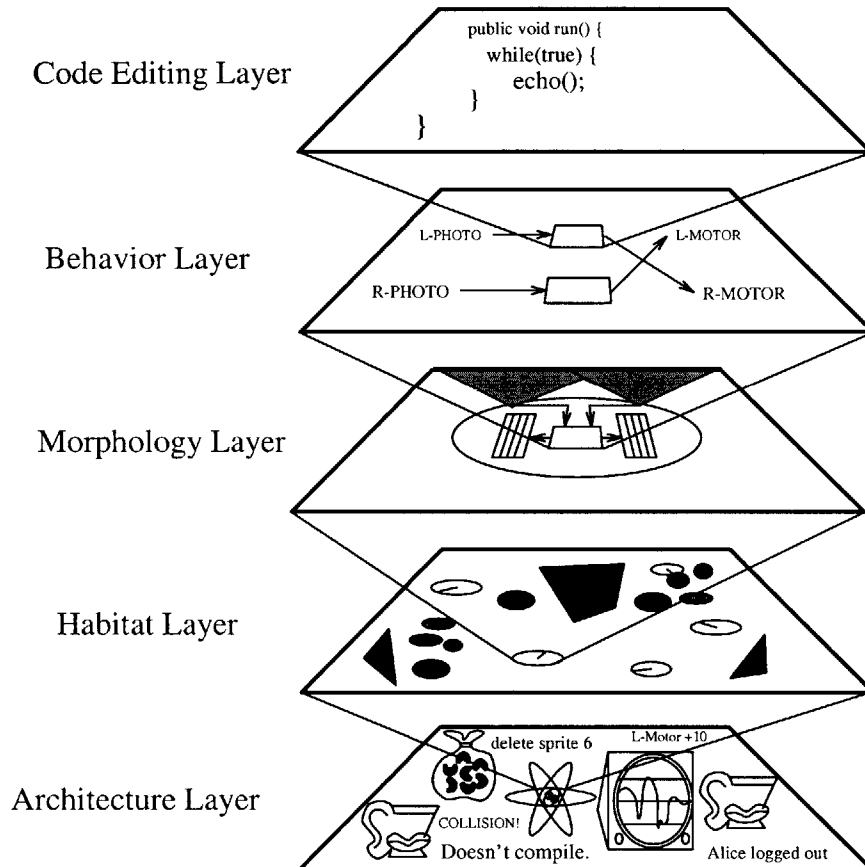 Code Editing Layer
public void run() {
while(true) {
echo();
}
}
Behavior Layer
L-PHOTO
L-MOTOR
R-PHOTO
R-MOTOR
Morphology Layer
Habitat Layer
Architecture Layer
delete sprite 6
L-Motor +10
COLLISION!
Doesn't compile.
Alice logged out